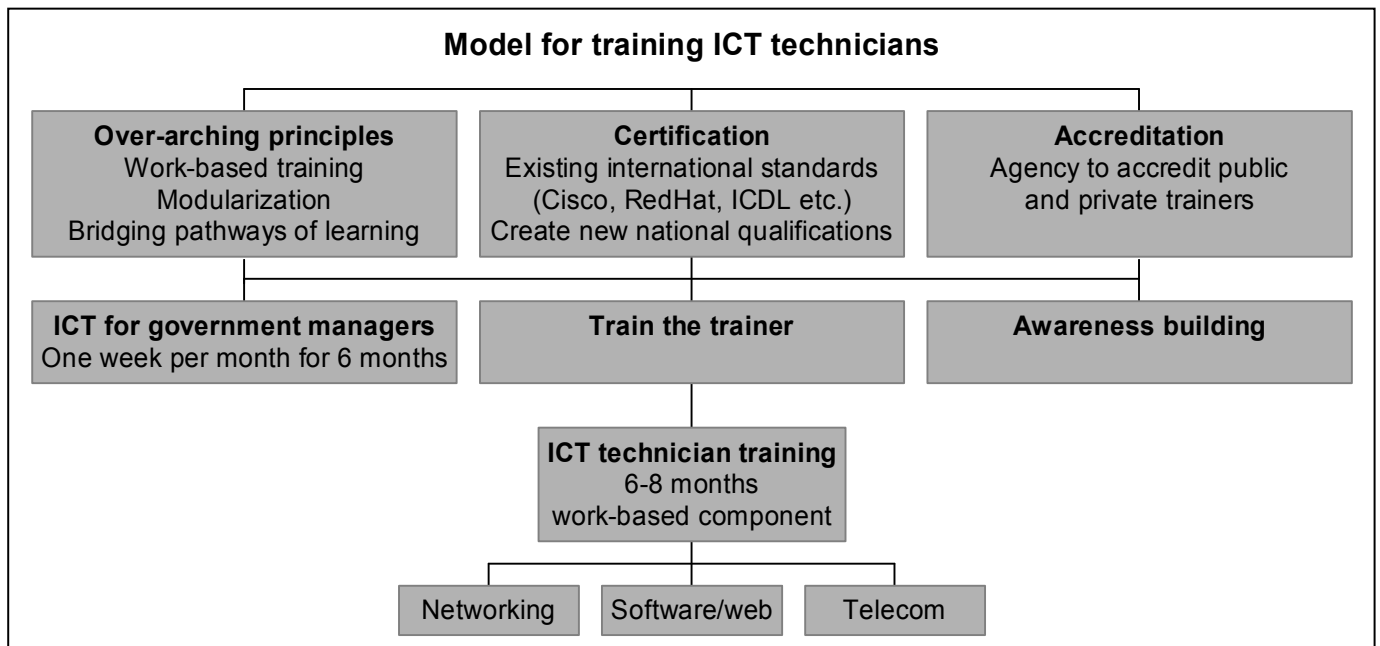 Model for training ICT technicians
Over-arching principles
Work-based training
Modularization
Bridging pathways of learning
Certification
Existing international standards
(Cisco, RedHat, ICDL etc.)
Create new national qualifications
Accreditation
Agency to accredit public
and private trainers
ICT for government managers
One week per month for 6 months
Train the trainer
Awareness building
ICT technician training
6-8 months
work-based component
Networking
Software/web
Telecom